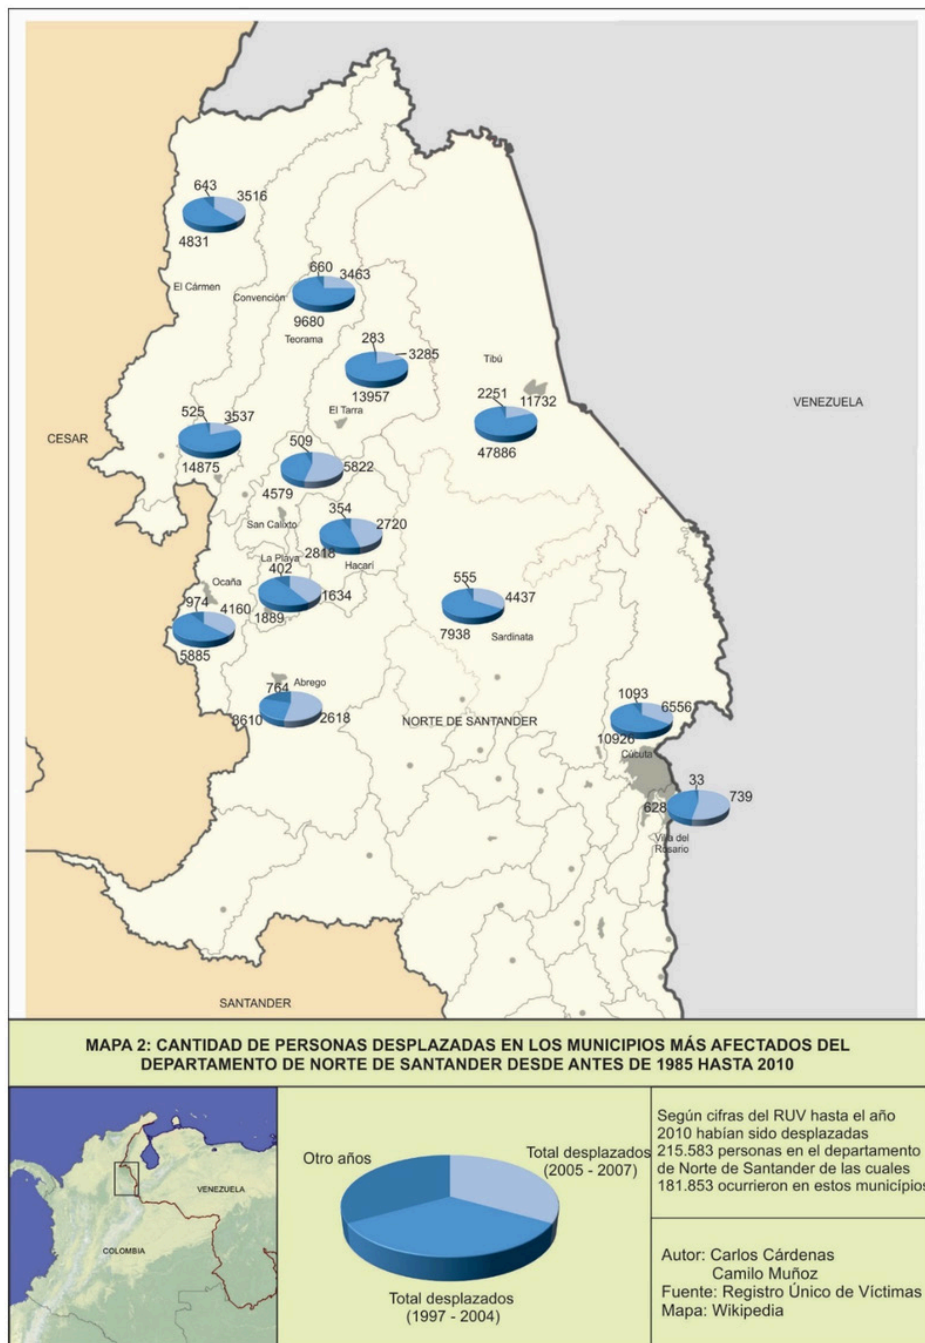 643
3516
4831
El Cármen
660
3463
Convención
9680
Teorama
283
3285
13957
El Tarra
Tibú
2251
11732
47886
VENEZUELA
CESAR
525
3537
14875
509
5822
4579
San Calixto
354
2720
2818
Hacarí
La Playa
402
1634
1889
Ocaña
974
4160
5885
555
4437
7938
Sardinata
Abrego
764
3610
2618
NORTE DE SANTANDER
1093
6556
10926
Cúcuta
33
739
628
Villa del
Rosario
SANTANDER
MAPA 2: CANTIDAD DE PERSONAS DESPLAZADAS EN LOS MUNICIPIOS MÁS AFECTADOS DEL
DEPARTAMENTO DE NORTE DE SANTANDER DESDE ANTES DE 1985 HASTA 2010
VENEZUELA
COLOMBIA
Otro años
Total desplazados
(2005 - 2007)
Total desplazados
(1997 - 2004)
Según cifras del RUV hasta el año
2010 habían sido desplazadas
215.583 personas en el departamento
de Norte de Santander de las cuales
181.853 ocurrieron en estos municípios
Autor: Carlos Cárdenas
Camilo Muñoz
Fuente: Registro Único de Víctimas
Mapa: Wikipedia